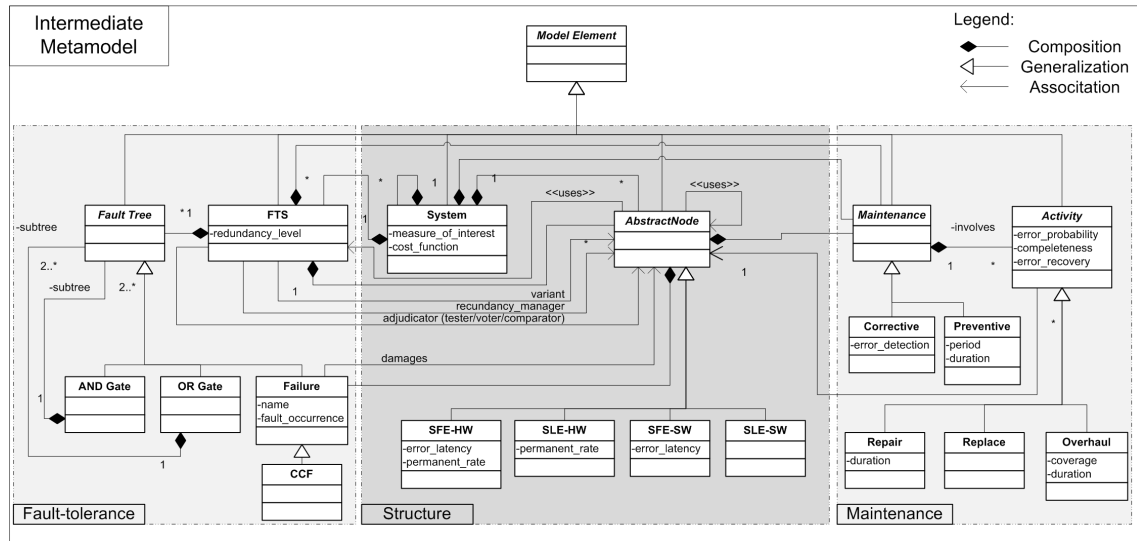 Intermediate
Metamodel
Legend:
Composition
Generalization
Associtation
Model Element
-subtree
Fault Tree
* 1
FTS
-redundancy_level
*
*
1
1
1
System
-measure_of_interest
-cost_function
<<uses>>
*
<<uses>>
AbstractNode
Maintenance
-involves
1
*
Activity
-error_probability
-compeleteness
-error_recovery
2..*
-subtree
2..*
1
*
1
variant
recundancy_manager
adjudicator (tester/voter/comparator)
damages
Corrective
-error_detection
Preventive
-period
-duration
*
AND Gate
OR Gate
Failure
-name
-fault_occurrence
1
1
CCF
SFE-HW
-error_latency
-permanent_rate
SLE-HW
-permanent_rate
SFE-SW
-error_latency
SLE-SW
Repair
-duration
Replace
Overhaul
-coverage
-duration
Fault-tolerance
Structure
Maintenance